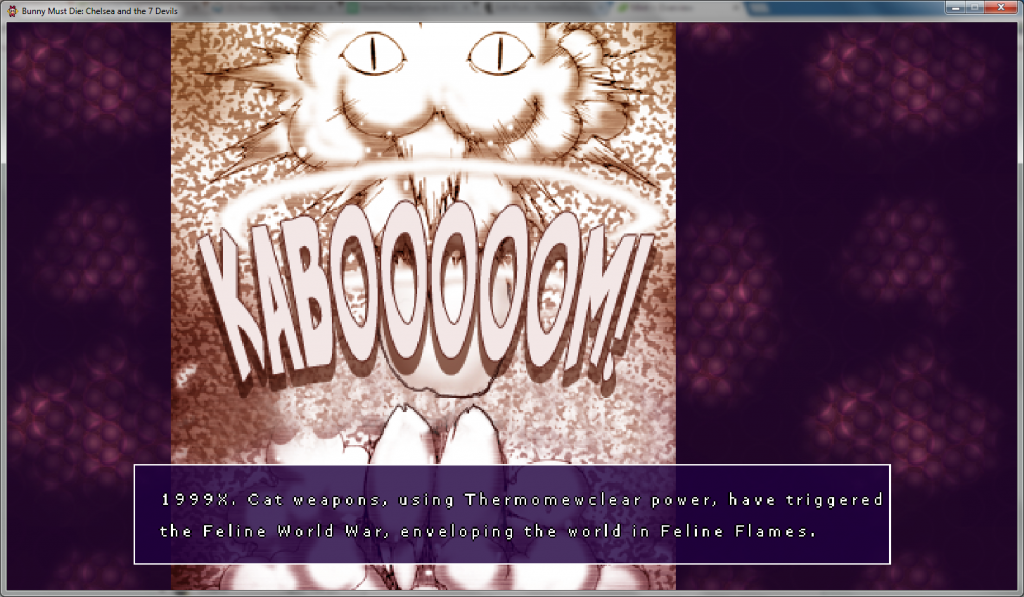 Bunny Must Die: Chelsea and the 7 Devils
KABOOOOOM!
1999X. Cat weapons, using Thermomewclear power, have triggered
the Feline World War, enveloping the world in Feline Flames.